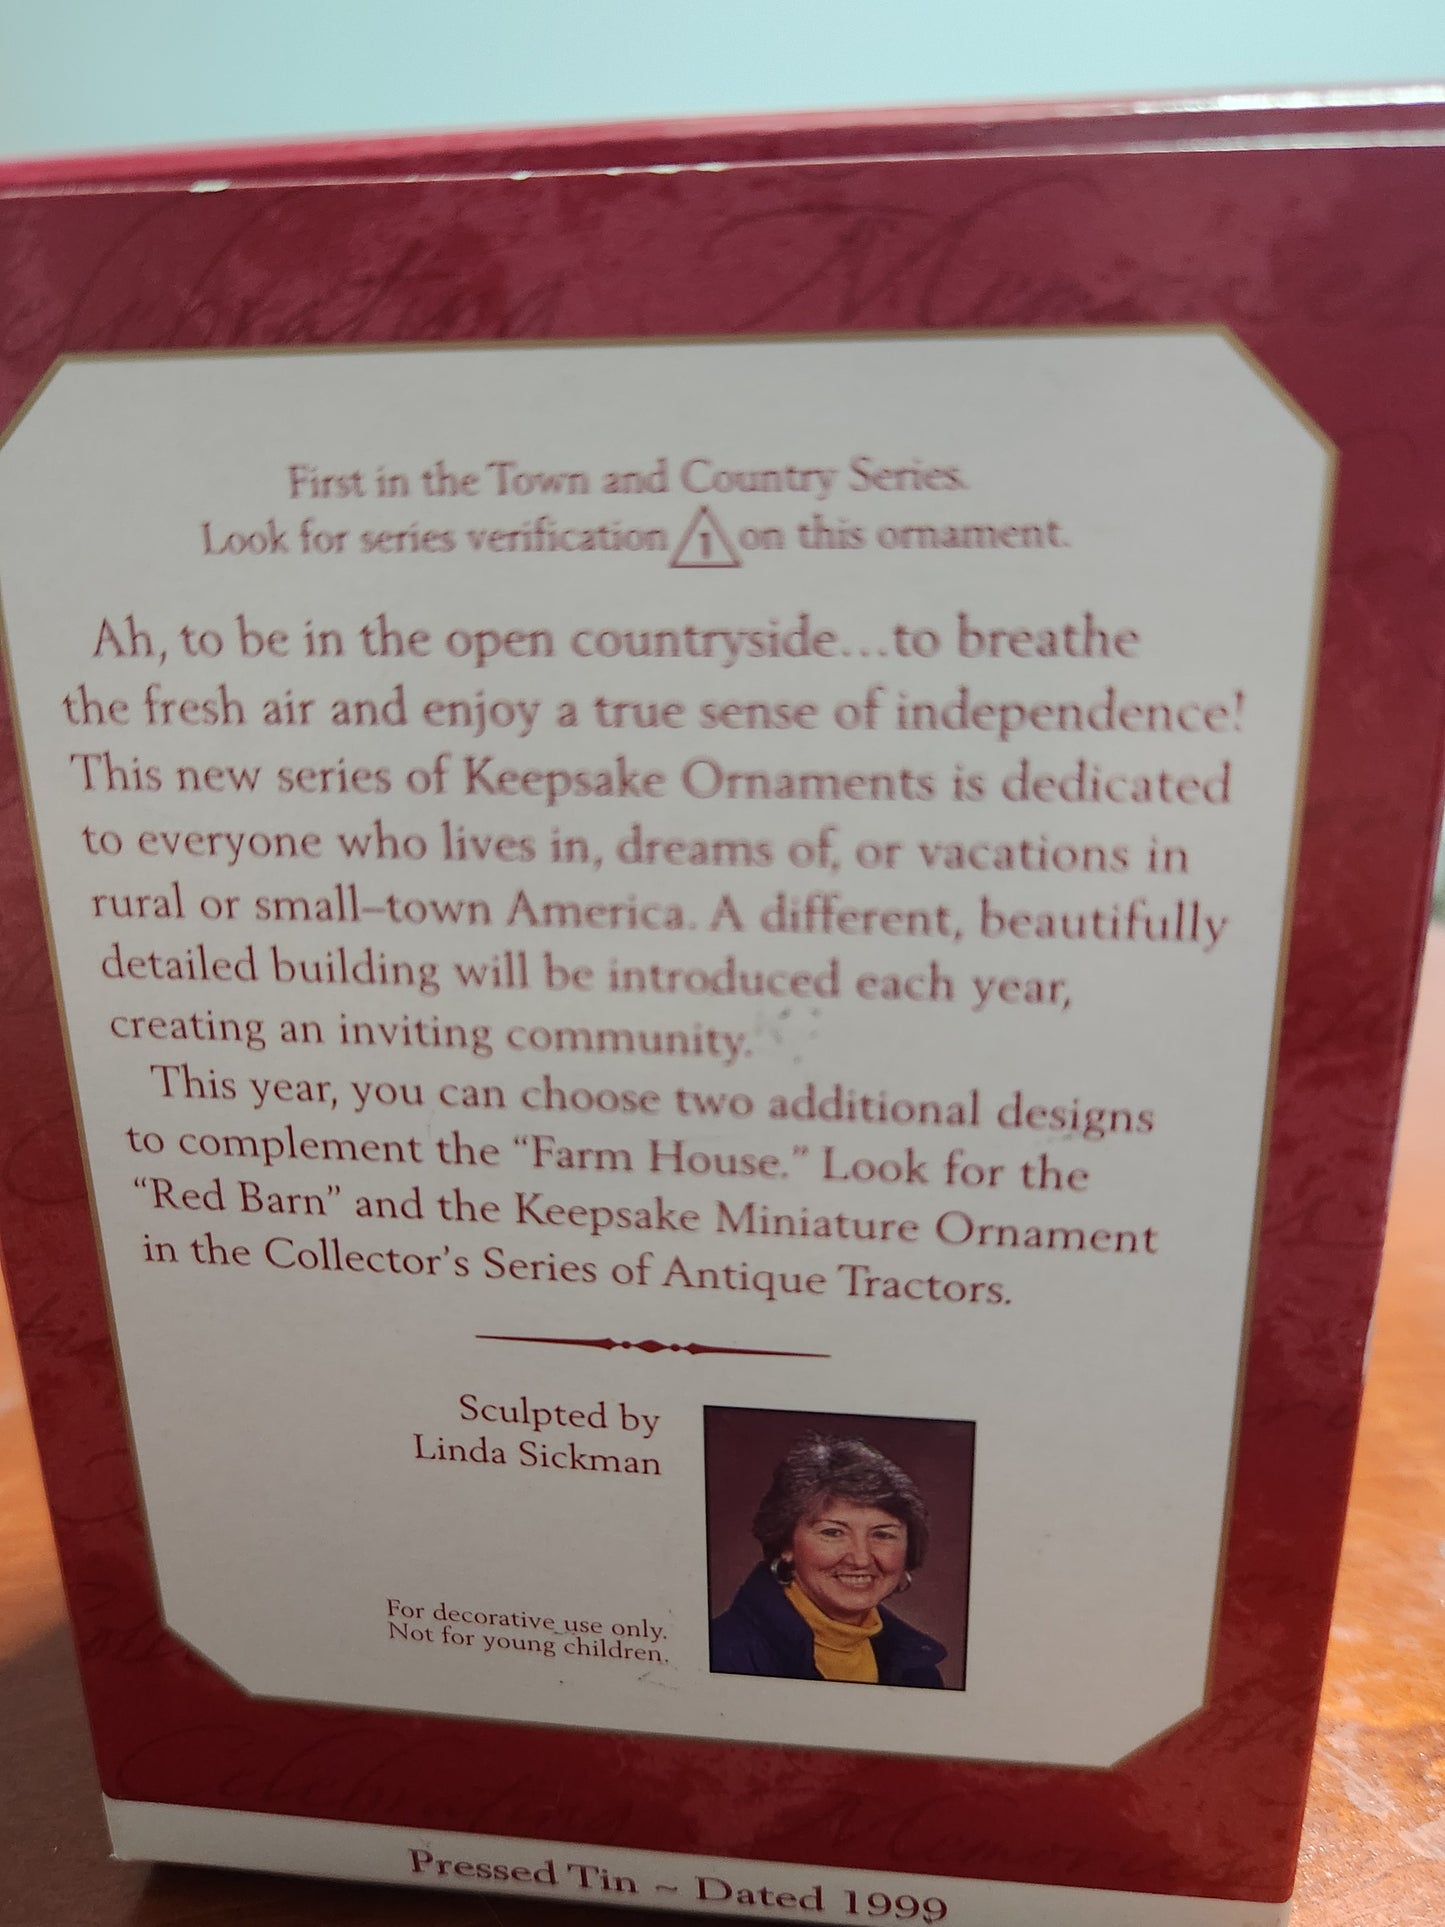 Celebrating Memories
First in the Town and Country Series.
Look for series verification 1 on this ornament.
Ah, to be in the open countryside...to breathe
the fresh air and enjoy a true sense of independence!
This new series of Keepsake Ornaments is dedicated
to everyone who lives in, dreams of, or vacations in
rural or small–town America. A different, beautifully
detailed building will be introduced each year,
creating an inviting community.
This year, you can choose two additional designs
to complement the “Farm House.” Look for the
“Red Barn” and the Keepsake Miniature Ornament
in the Collector’s Series of Antique Tractors.
Sculpted by
Linda Sickman
For decorative use only.
Not for young children.
Celebrating Memories
Pressed Tin ~ Dated 1999